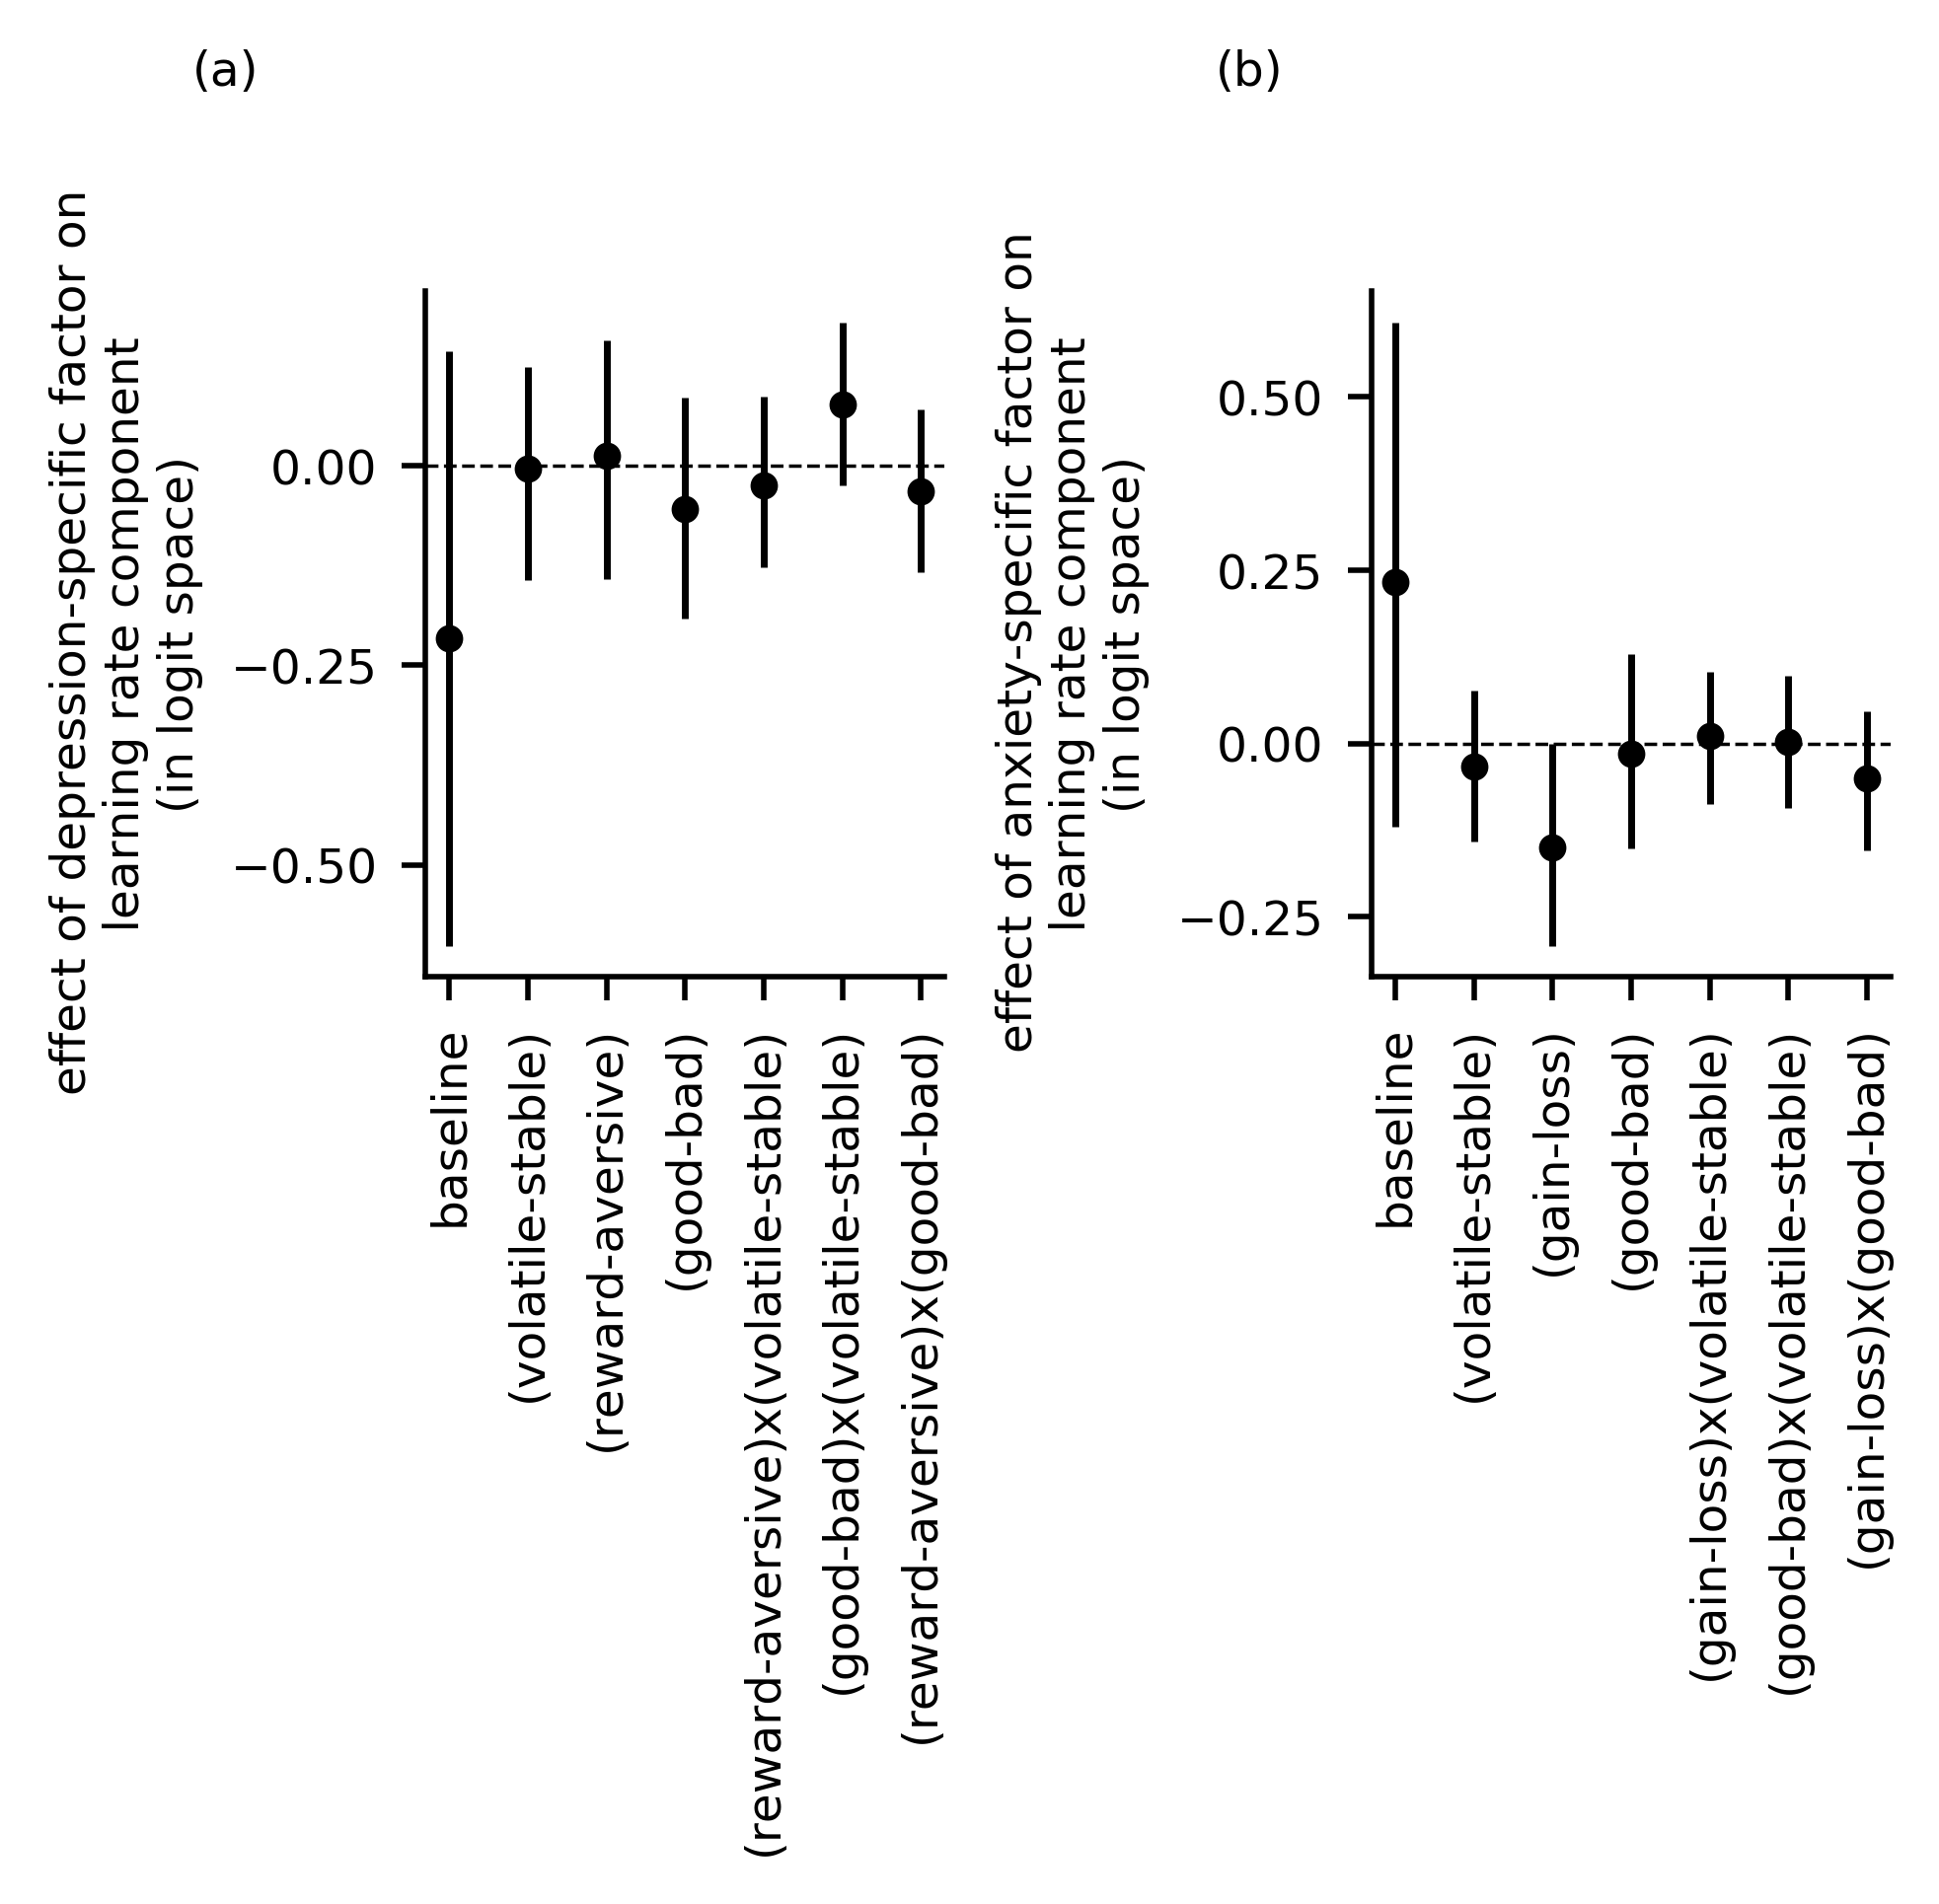 (a)
effect of depression-specific factor on
learning rate component
(in logit space)
0.00
−0.25
−0.50
baseline
(volatile-stable)
(reward-aversive)
(good-bad)
(reward-aversive)x(volatile-stable)
(good-bad)x(volatile-stable)
(reward-aversive)x(good-bad)
(b)
effect of anxiety-specific factor on
learning rate component
(in logit space)
0.50
0.25
0.00
−0.25
baseline
(volatile-stable)
(gain-loss)
(good-bad)
(gain-loss)x(volatile-stable)
(good-bad)x(volatile-stable)
(gain-loss)x(good-bad)